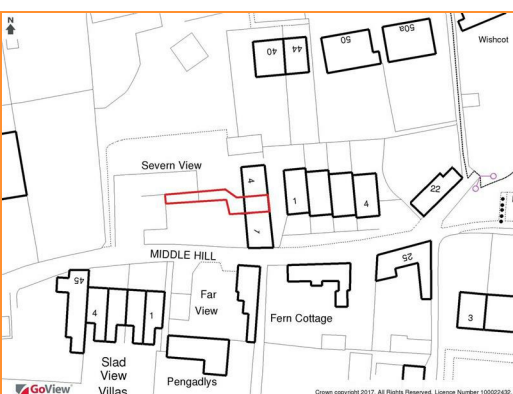 N
40
44
50
50a
Wishcot
Severn View
4
1
1
4
22
MIDDLE HILL
45
25
4
1
Far
View
Fern Cottage
3
Slad
View
Villas
Pengadlys
GoView
Crown copyright 2017. All Rights Reserved. Licence Number 100022432.